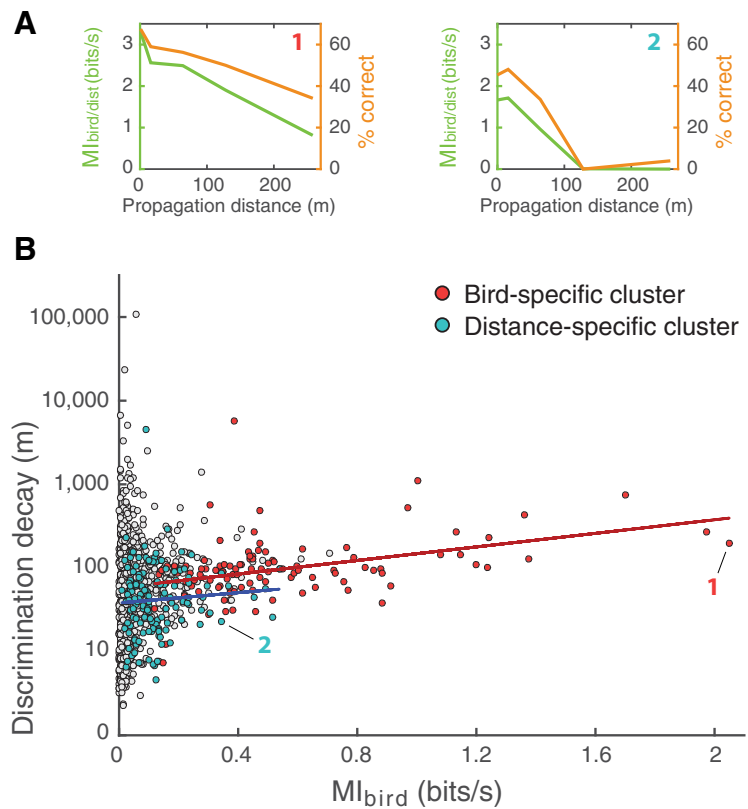 A
1
MIbird/dist (bits/s)
3
2
1
0
60
40
20
0
% correct
0 100 200
Propagation distance (m)
2
MIbird/dist (bits/s)
3
2
1
0
60
40
20
0
% correct
0 100 200
Propagation distance (m)
B
Bird-specific cluster
Distance-specific cluster
Discrimination decay (m)
100,000
10,000
1,000
100
10
0
1
2
0 0.4 0.8 1.2 1.6 2
MIbird (bits/s)